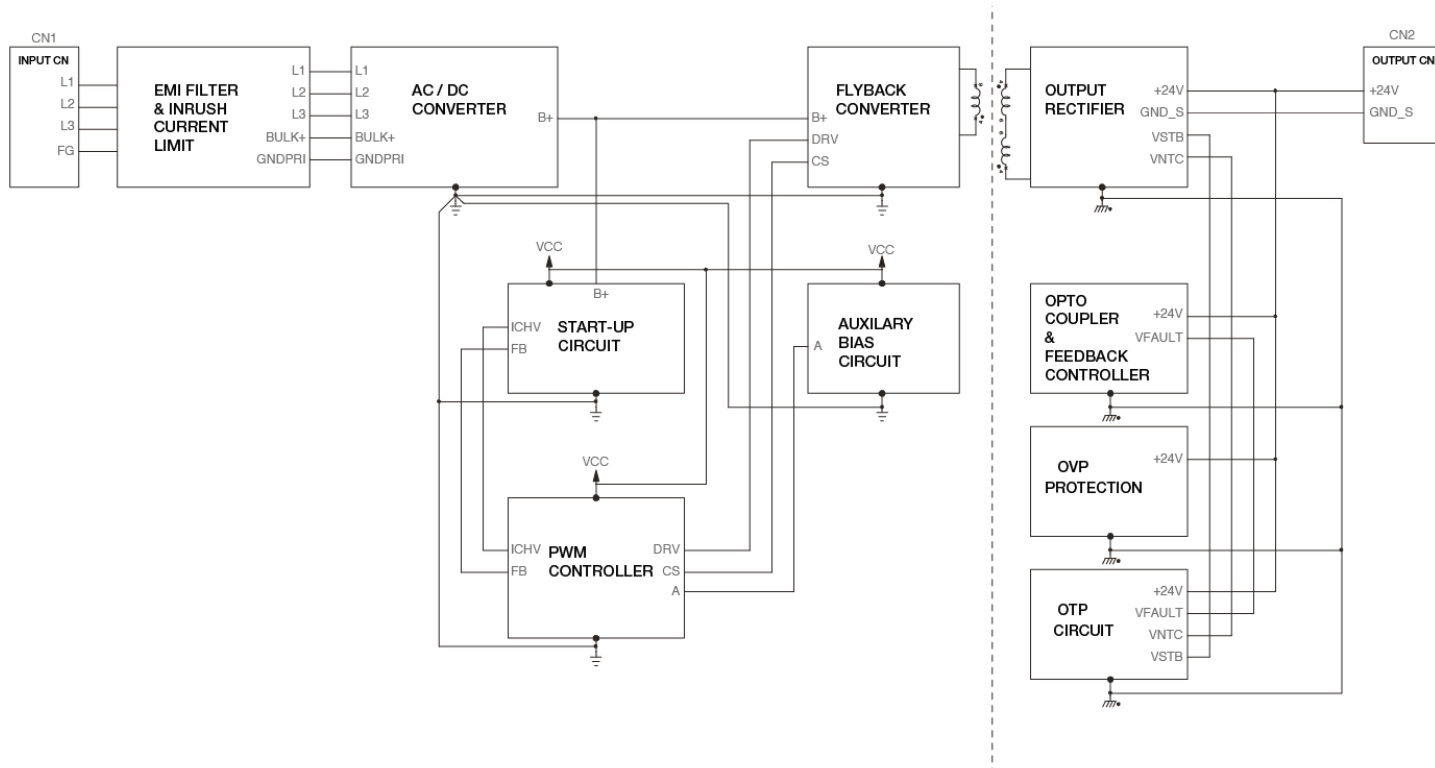 CN1
INPUT CN
L1
L2
L3
FG
EMI FILTER
& INRUSH
CURRENT
LIMIT
L1
L2
L3
BULK+
GNDPRI
L1
L2
L3
BULK+
GNDPRI
AC / DC
CONVERTER
B+
FLYBACK
CONVERTER
B+
DRV
CS
OUTPUT
RECTIFIER
+24V
GND_S
VSTB
VNTC
CN2
OUTPUT CN
+24V
GND_S
VCC
B+
START-UP
CIRCUIT
ICHV
FB
VCC
AUXILARY
BIAS
CIRCUIT
A
OPTO
COUPLER
&
FEEDBACK
CONTROLLER
+24V
VFAULT
OVP
PROTECTION
+24V
VCC
PWM
CONTROLLER
ICHV
FB
DRV
CS
A
OTP
CIRCUIT
+24V
VFAULT
VNTC
VSTB